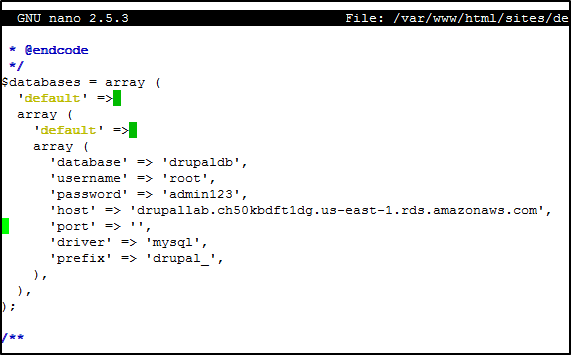 GNU nano 2.5.3 File: /var/www/html/sites/de
* @endcode
*/
$databases = array (
'default' =>
array (
'default' =>
array (
'database' => 'drupaldb',
'username' => 'root',
'password' => 'admin123',
'host' => 'drupallab.ch50kbdft1dg.us-east-1.rds.amazonaws.com',
'port' => '',
'driver' => 'mysql',
'prefix' => 'drupal_',
),
),
);
/**